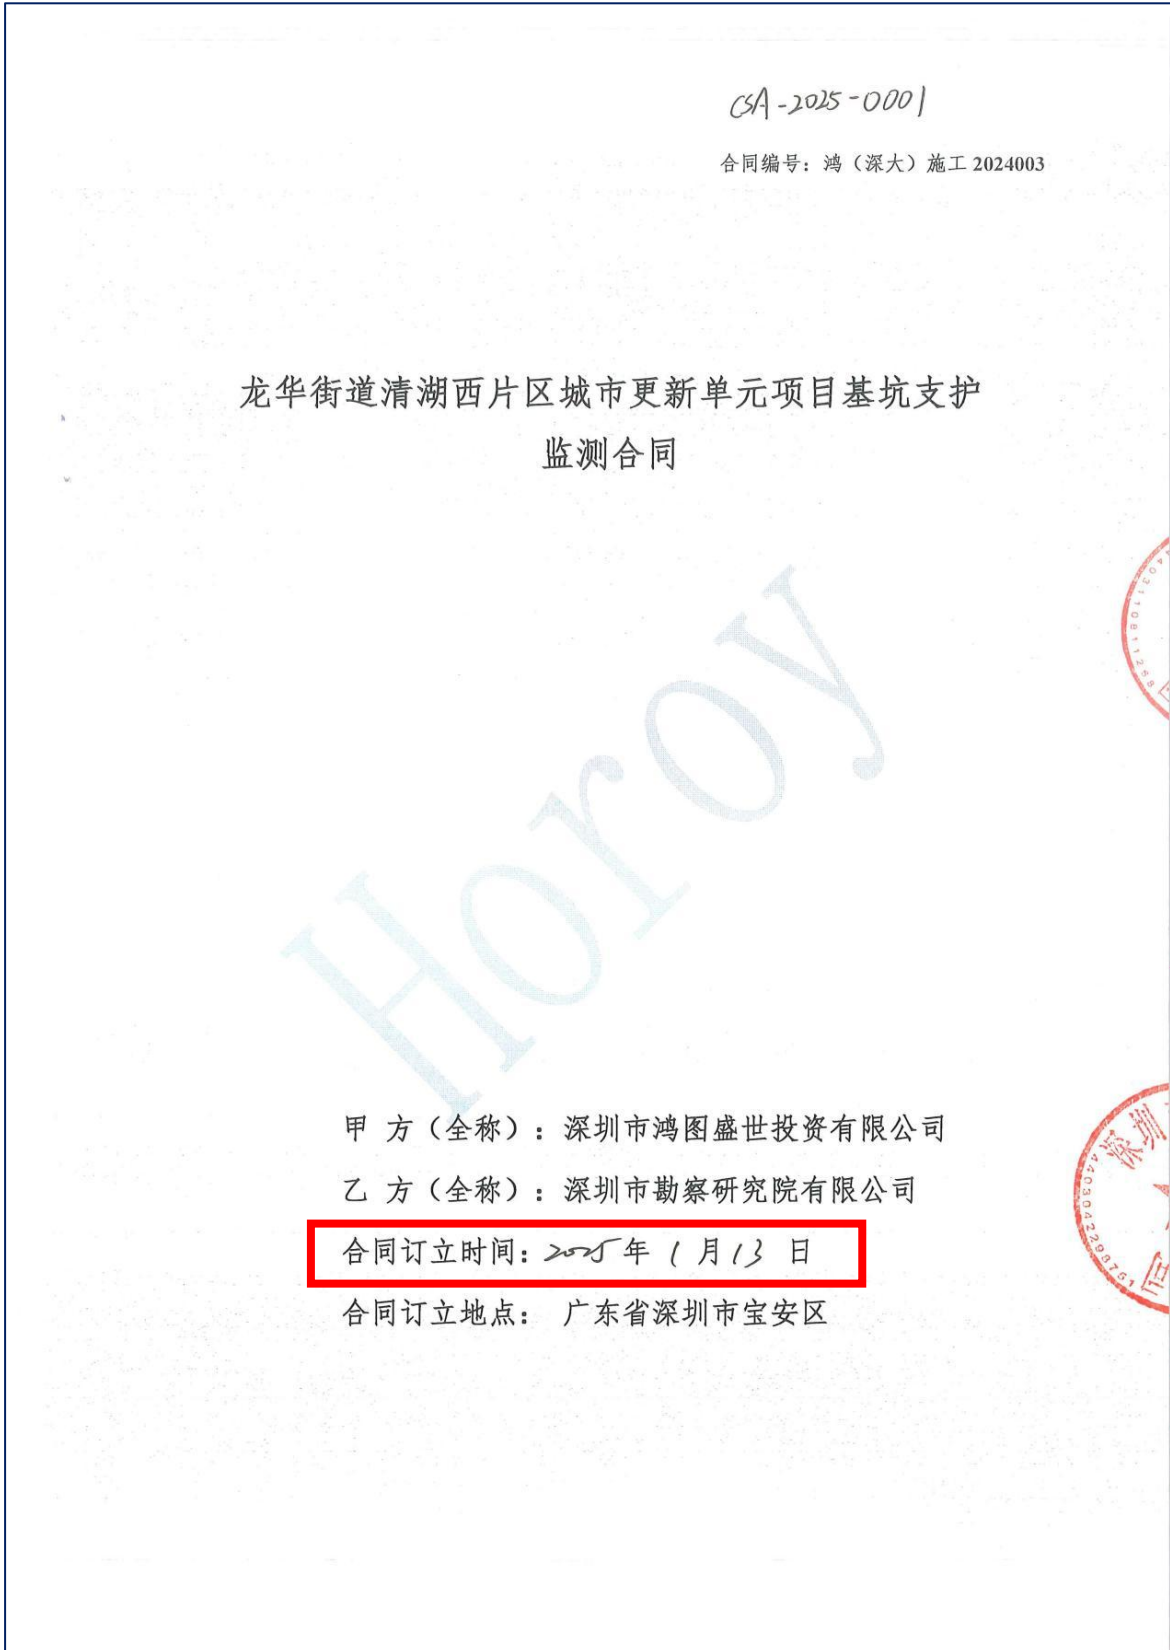 CSA-2025-0001
合同编号：鸿（深大）施工 2024003
龙华街道清湖西片区城市更新单元项目基坑支护
监测合同
Horoy
甲 方（全称）：深圳市鸿图盛世投资有限公司
乙 方（全称）：深圳市勘察研究院有限公司
合同订立时间：2025 年 1 月 13 日
合同订立地点： 广东省深圳市宝安区
深圳